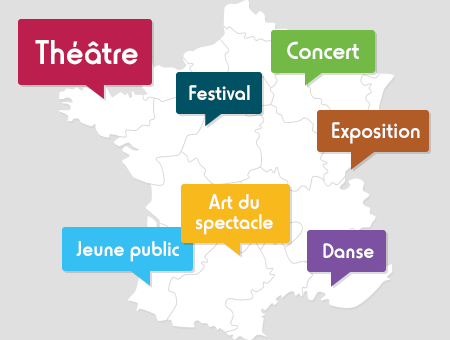 Théâtre
Concert
Festival
Exposition
Art du
spectacle
Jeune public
Danse